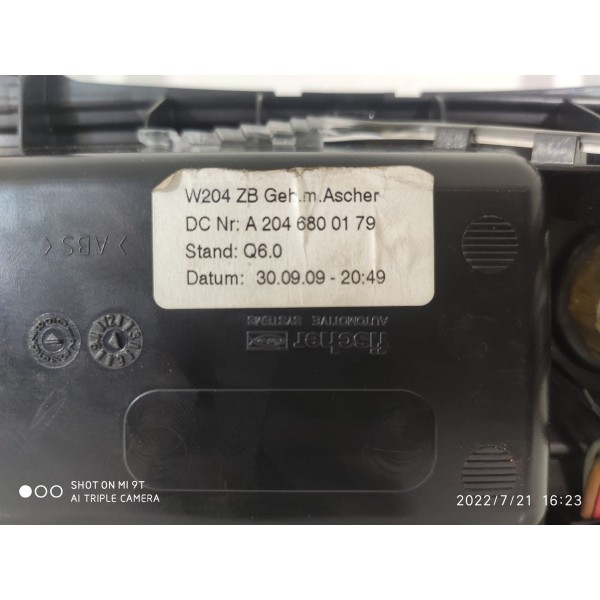 W204 ZB Geh.m.Ascher
DC Nr: A 204 680 01 79
Stand: Q6.0
Datum: 30.09.09 - 20:49
>ABS<
fischer
AUTOMOTIVE SYSTEMS
SHOT ON MI 9T
AI TRIPLE CAMERA
2022/7/21 16:23